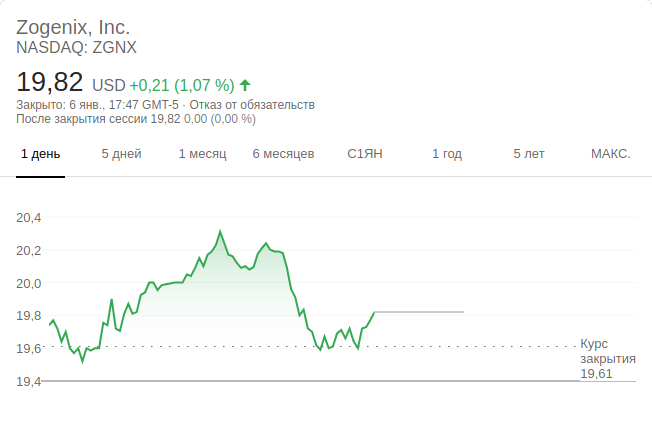 Zogenix, Inc.
NASDAQ: ZGNX
19,82 USD +0,21 (1,07 %)
Закрыто: 6 янв., 17:47 GMT-5 · Отказ от обязательств
После закрытия сессии 19,82 0,00 (0,00 %)
1 день 5 дней 1 месяц 6 месяцев С1ЯН 1 год 5 лет МАКС.
20,4
20,2
20,0
19,8
19,6
19,4
Курс
закрытия
19,61